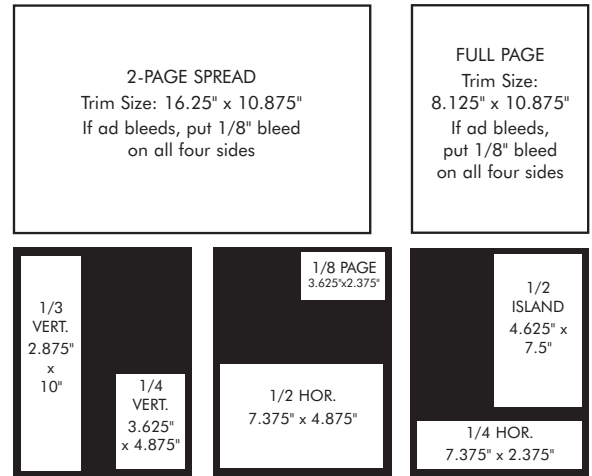 2-PAGE SPREAD
Trim Size: 16.25" x 10.875"
If ad bleeds, put 1/8" bleed
on all four sides
FULL PAGE
Trim Size:
8.125" x 10.875"
If ad bleeds,
put 1/8" bleed
on all four sides
1/3
VERT.
2.875"
x
10"
1/4
VERT.
3.625"
x 4.875"
1/8 PAGE
3.625"x2.375"
1/2 HOR.
7.375" x 4.875"
1/2
ISLAND
4.625" x
7.5"
1/4 HOR.
7.375" x 2.375"